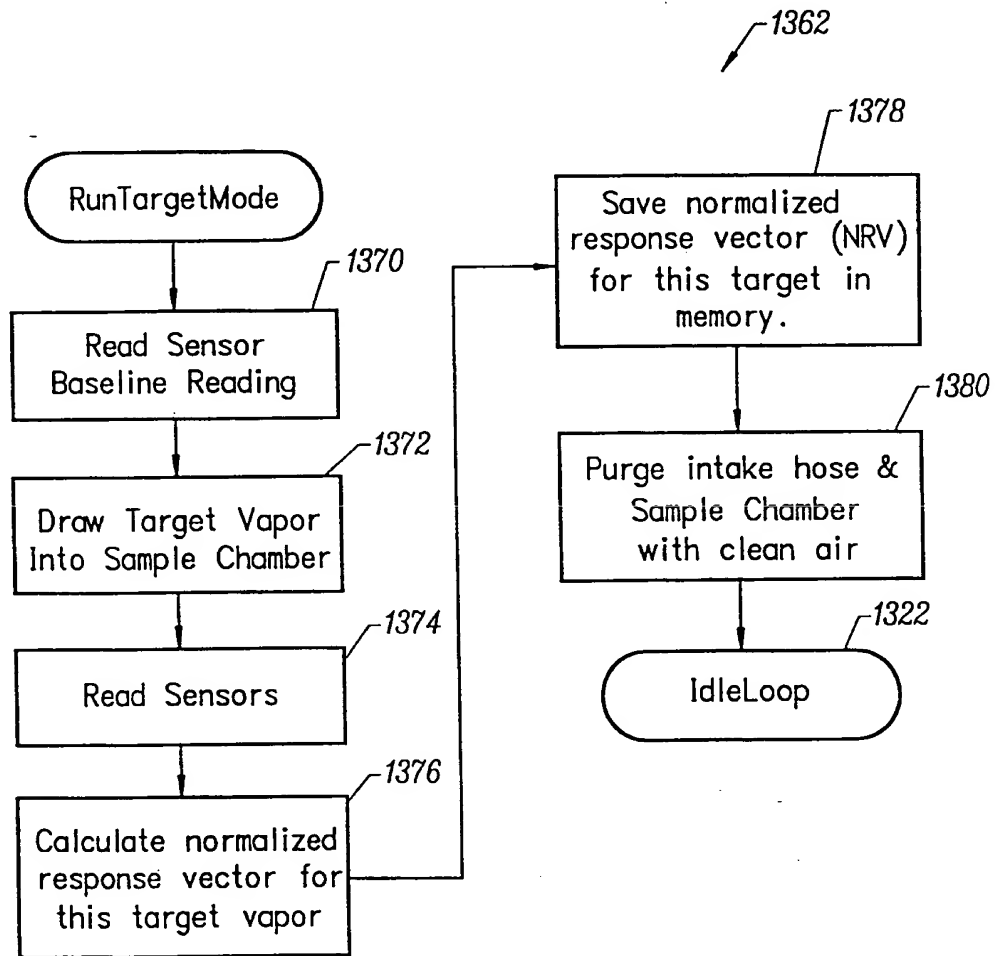 1362
RunTargetMode
1370
Read Sensor
Baseline Reading
1372
Draw Target Vapor
Into Sample Chamber
1374
Read Sensors
1376
Calculate normalized
response vector for
this target vapor
1378
Save normalized
response vector (NRV)
for this target in
memory.
1380
Purge intake hose &
Sample Chamber
with clean air
1322
IdleLoop